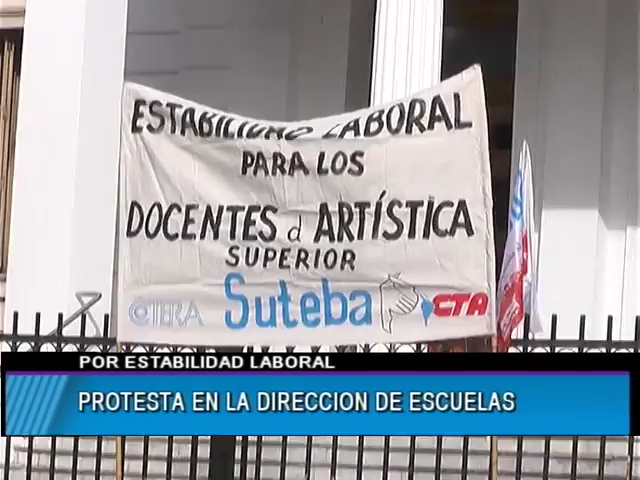 ESTABILIDAD LABORAL
PARA LOS
DOCENTES d ARTÍSTICA
SUPERIOR
CTERA Suteba CTA
POR ESTABILIDAD LABORAL
PROTESTA EN LA DIRECCION DE ESCUELAS